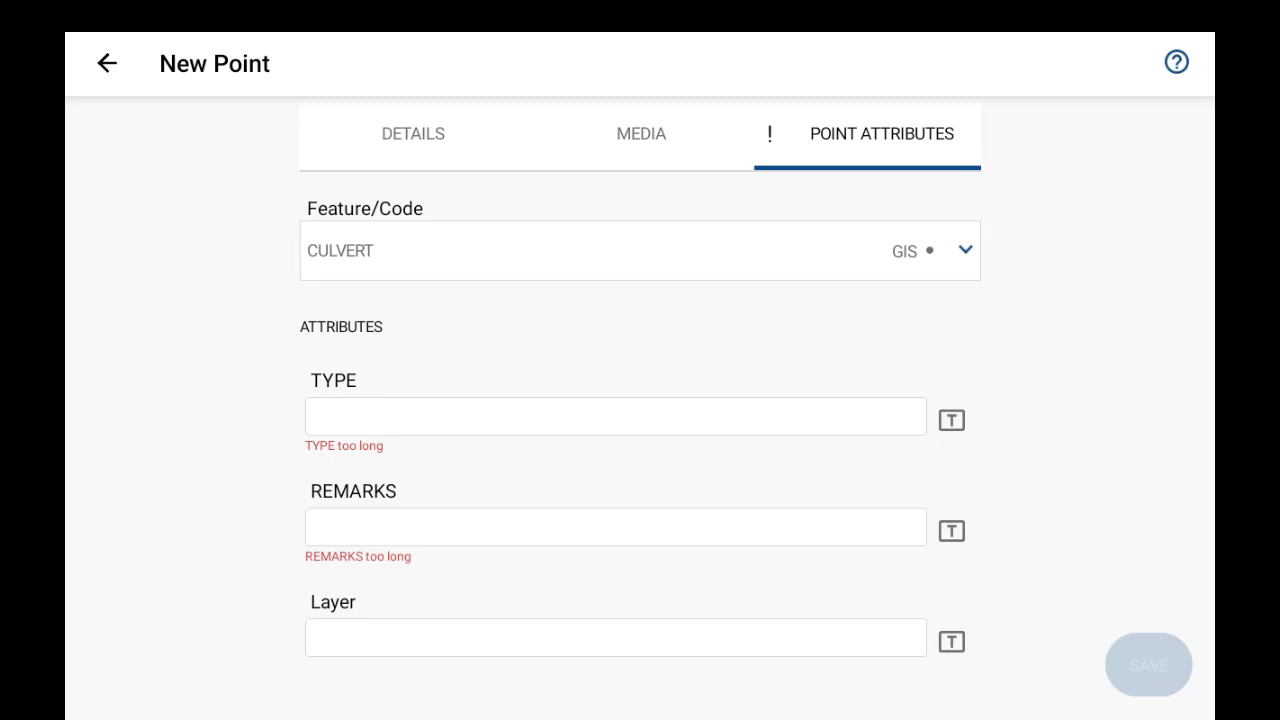 New Point
DETAILS
MEDIA
! POINT ATTRIBUTES
Feature/Code
CULVERT
GIS
ATTRIBUTES
TYPE
T
TYPE too long
REMARKS
T
REMARKS too long
Layer
T
SAVE